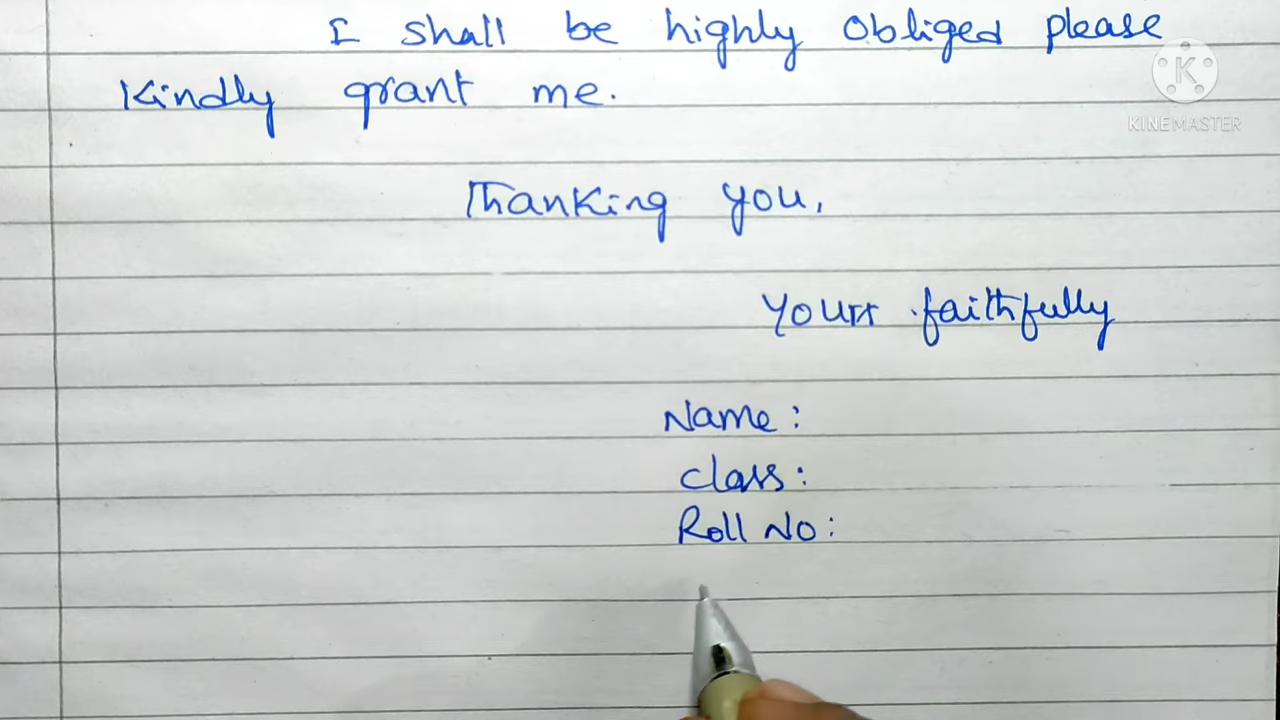 I shall be highly obliged please
K
KINEMASTER
Kindly grant me.
Thanking you,
Yours faithfully
Name:
Class:
Roll No: